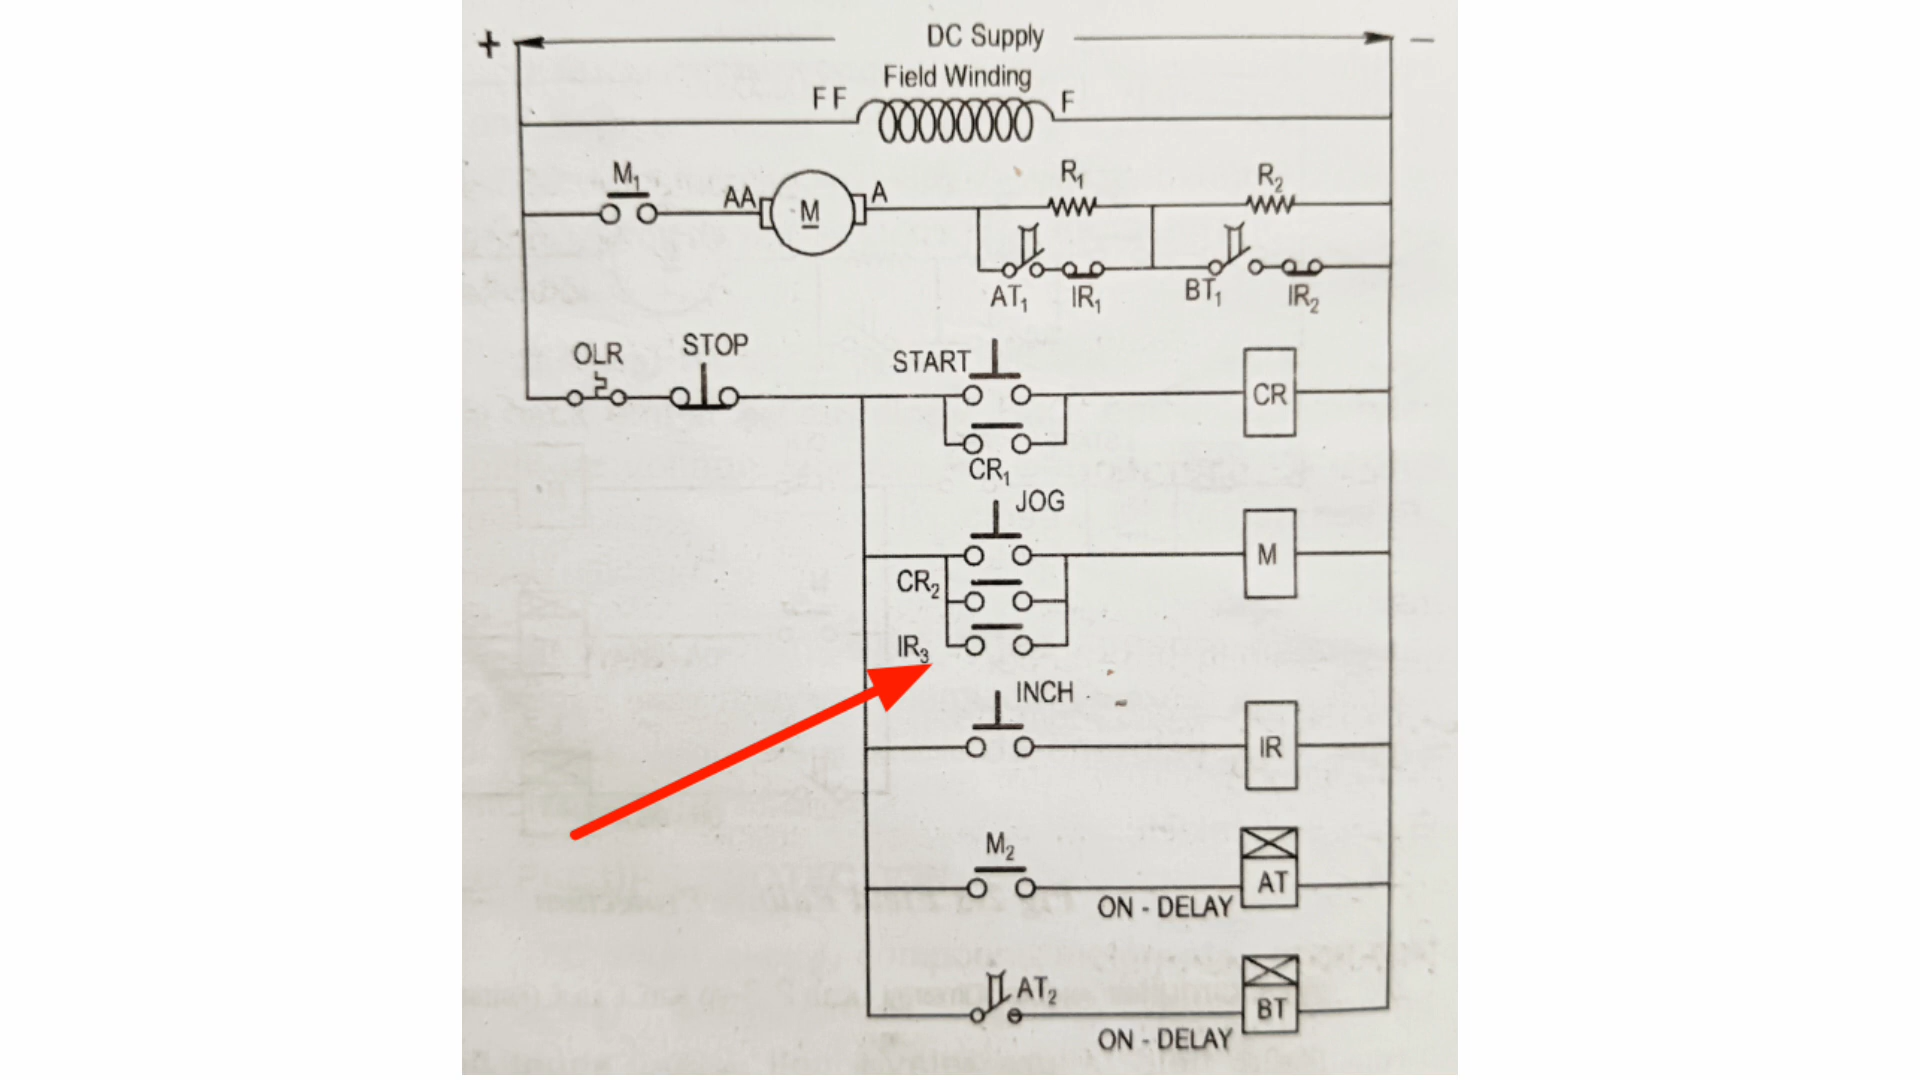 + DC Supply −
Field Winding
FF F
M₁ AA M A R₁ R₂
AT₁ IR₁ BT₁ IR₂
OLR STOP START CR
CR₁
JOG
CR₂ M
IR₃
INCH
IR
M₂
AT
ON - DELAY
AT₂
BT
ON - DELAY